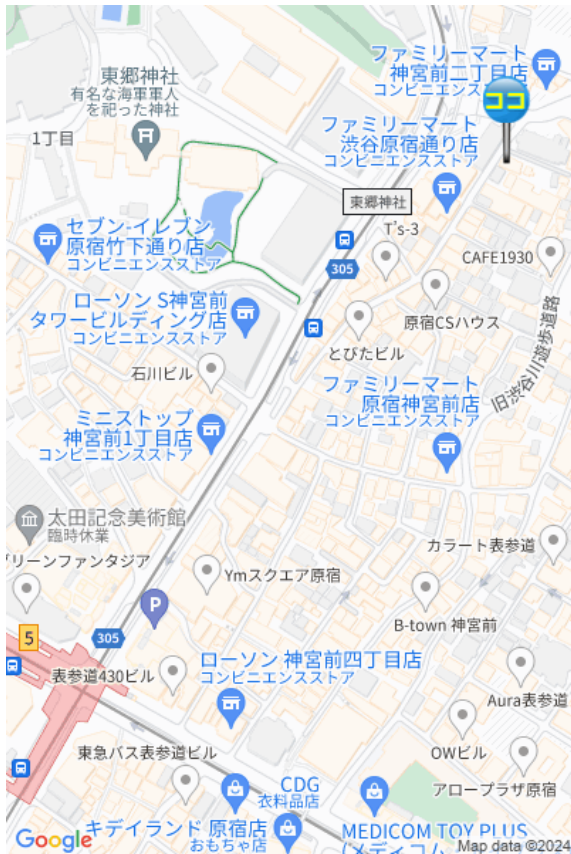 ファミリーマート
神宮前二丁目店
コンビニエンスス
ココ
東郷神社
有名な海軍軍人
を祀った神社
1丁目
ファミリーマート
渋谷原宿通り店
コンビニエンスストア
東郷神社
T's-3
セブン-イレブン
原宿竹下通り店
コンビニエンスストア
305
CAFE1930
原宿CSハウス
ローソン S神宮前
タワービルディング店
コンビニエンスストア
とびたビル
旧渋谷川遊歩道路
石川ビル
ファミリーマート
原宿神宮前店
コンビニエンスストア
ミニストップ
神宮前1丁目店
コンビニエンスストア
太田記念美術館
臨時休業
カラート表参道
リーンファンタジア
Ymスクエア原宿
P
B-town 神宮前
5
305
ローソン 神宮前四丁目店
コンビニエンスストア
表参道430ビル
Aura表参道
東急バス表参道ビル
OWビル
アロープラザ原宿
CDG
衣料品店
キデイランド 原宿店
おもちゃ店
MEDICOM TOY PLUS
(メディコム
Google
Map data ©2024